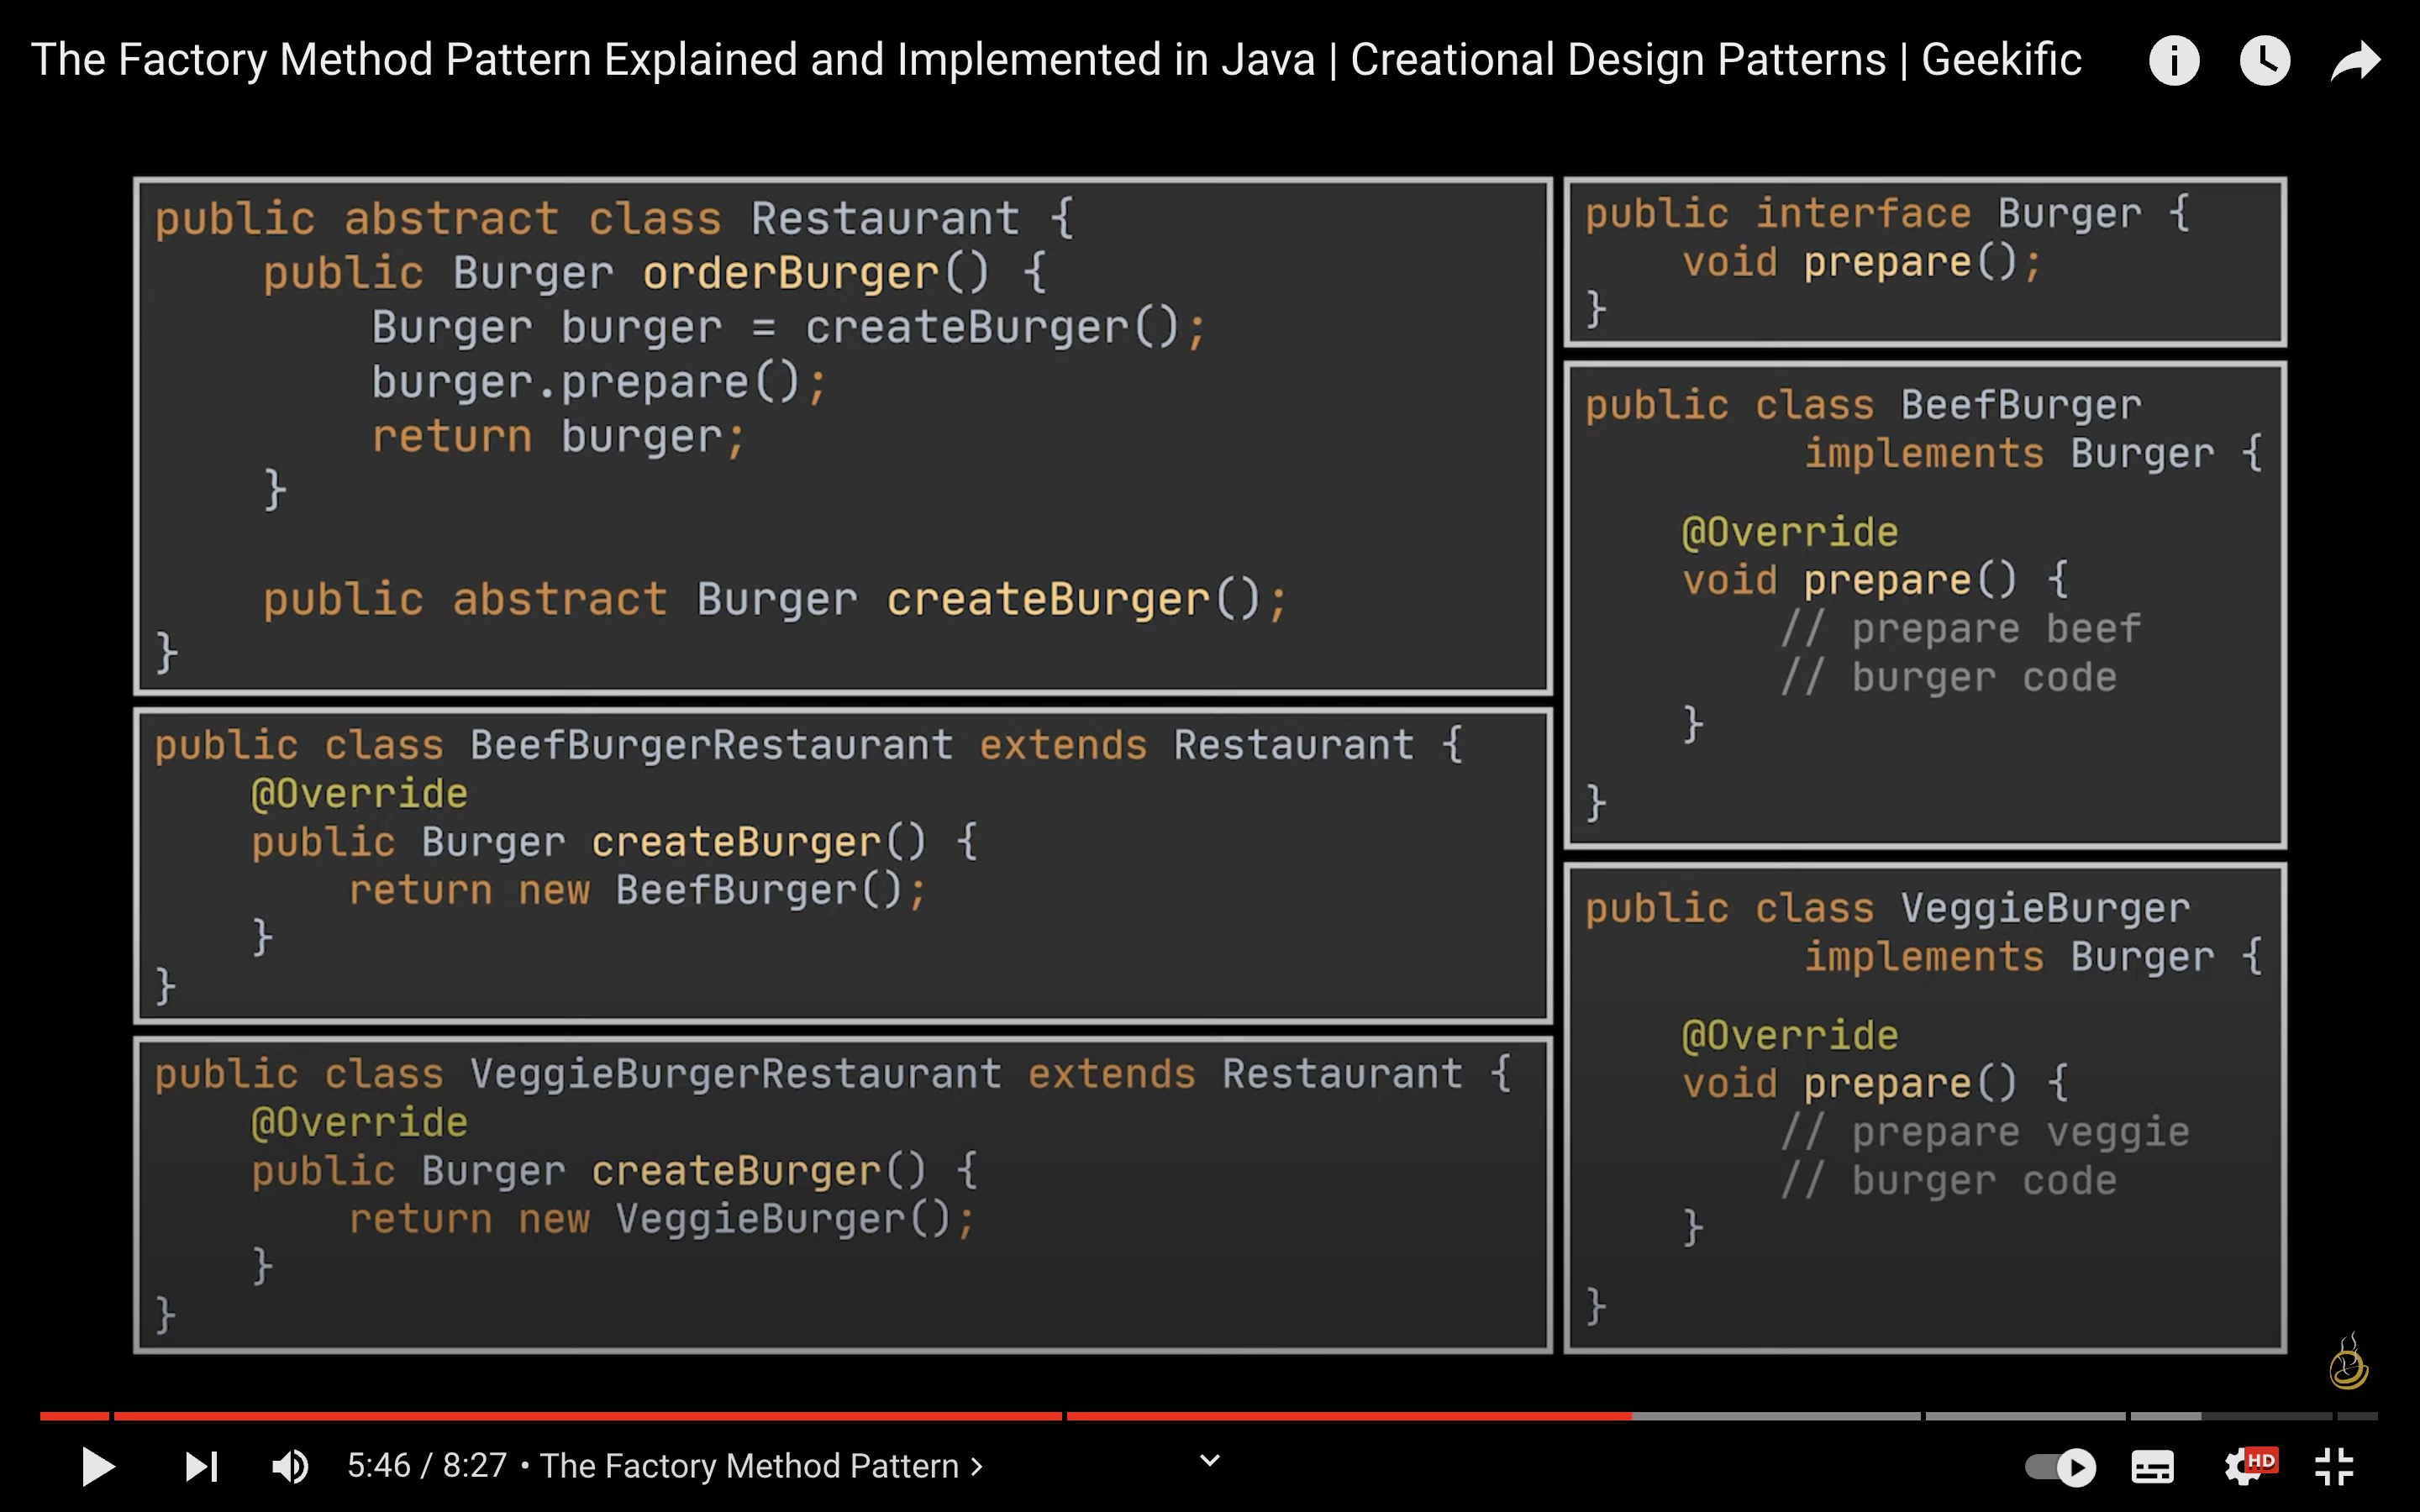 The Factory Method Pattern Explained and Implemented in Java | Creational Design Patterns | Geekific
public abstract class Restaurant {
    public Burger orderBurger() {
        Burger burger = createBurger();
        burger.prepare();
        return burger;
    }
    public abstract Burger createBurger();
}
public class BeefBurgerRestaurant extends Restaurant {
    @Override
    public Burger createBurger() {
        return new BeefBurger();
    }
}
public class VeggieBurgerRestaurant extends Restaurant {
    @Override
    public Burger createBurger() {
        return new VeggieBurger();
    }
}
public interface Burger {
    void prepare();
}
public class BeefBurger
         implements Burger {
    @Override
    void prepare() {
        // prepare beef
        // burger code
    }
}
public class VeggieBurger
         implements Burger {
    @Override
    void prepare() {
        // prepare veggie
        // burger code
    }
}
5:46 / 8:27 • The Factory Method Pattern ›
HD